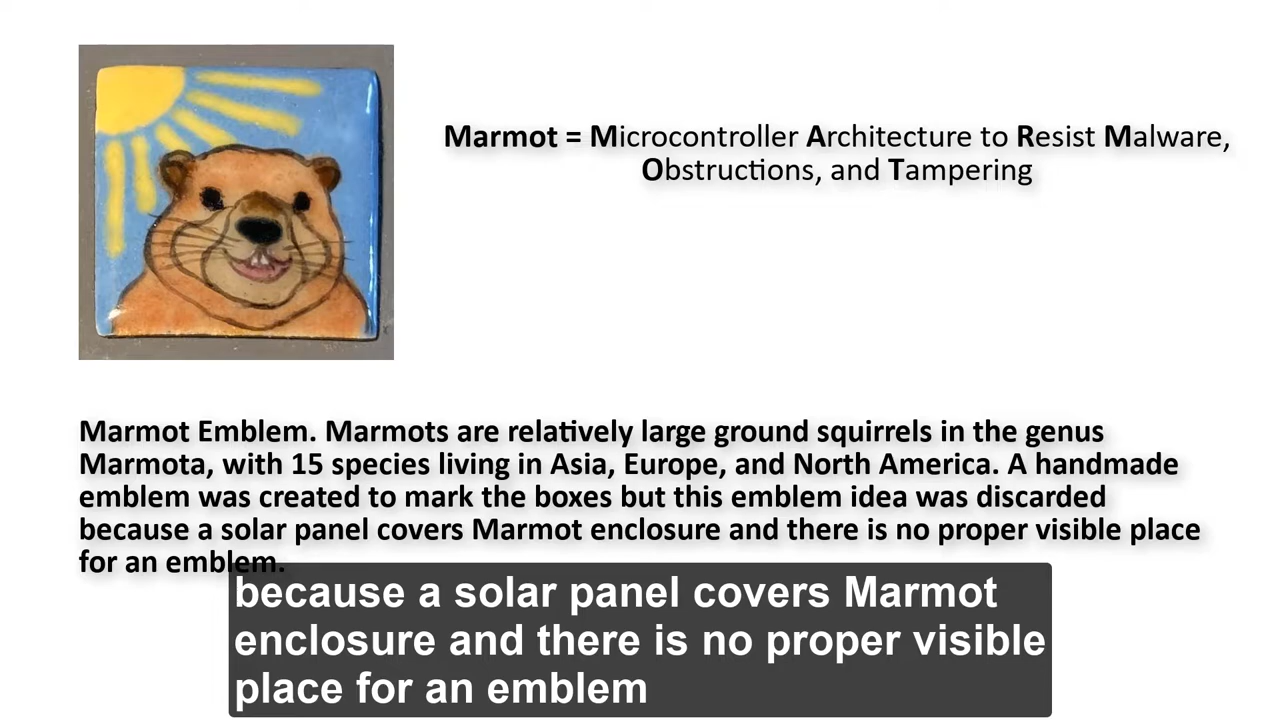 Marmot = Microcontroller Architecture to Resist Malware,
Obstructions, and Tampering
Marmot Emblem. Marmots are relatively large ground squirrels in the genus
Marmota, with 15 species living in Asia, Europe, and North America. A handmade
emblem was created to mark the boxes but this emblem idea was discarded
because a solar panel covers Marmot enclosure and there is no proper visible place
for an emblem.
because a solar panel covers Marmot
enclosure and there is no proper visible
place for an emblem